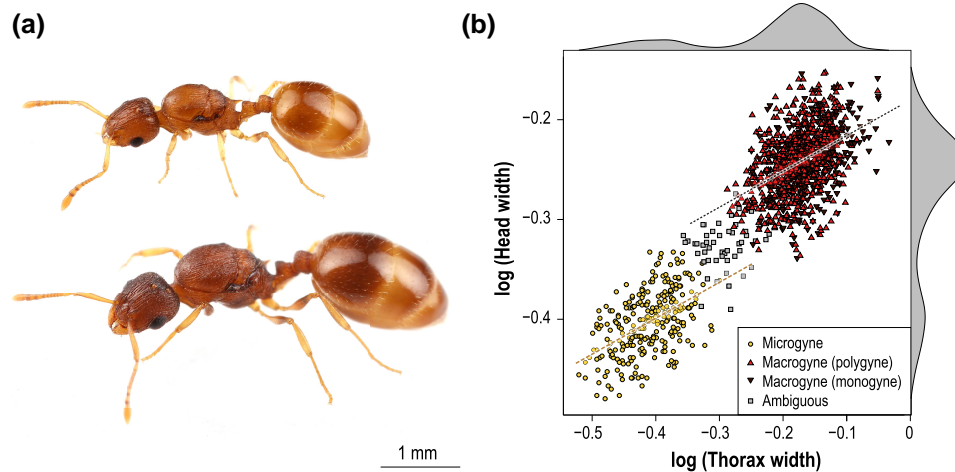 (a)
1 mm
(b)
log (Head width)
−0.2
−0.3
−0.4
Microgyne
Macrogyne (polygyne)
Macrogyne (monogyne)
Ambiguous
−0.5 −0.4 −0.3 −0.2 −0.1 0
log (Thorax width)